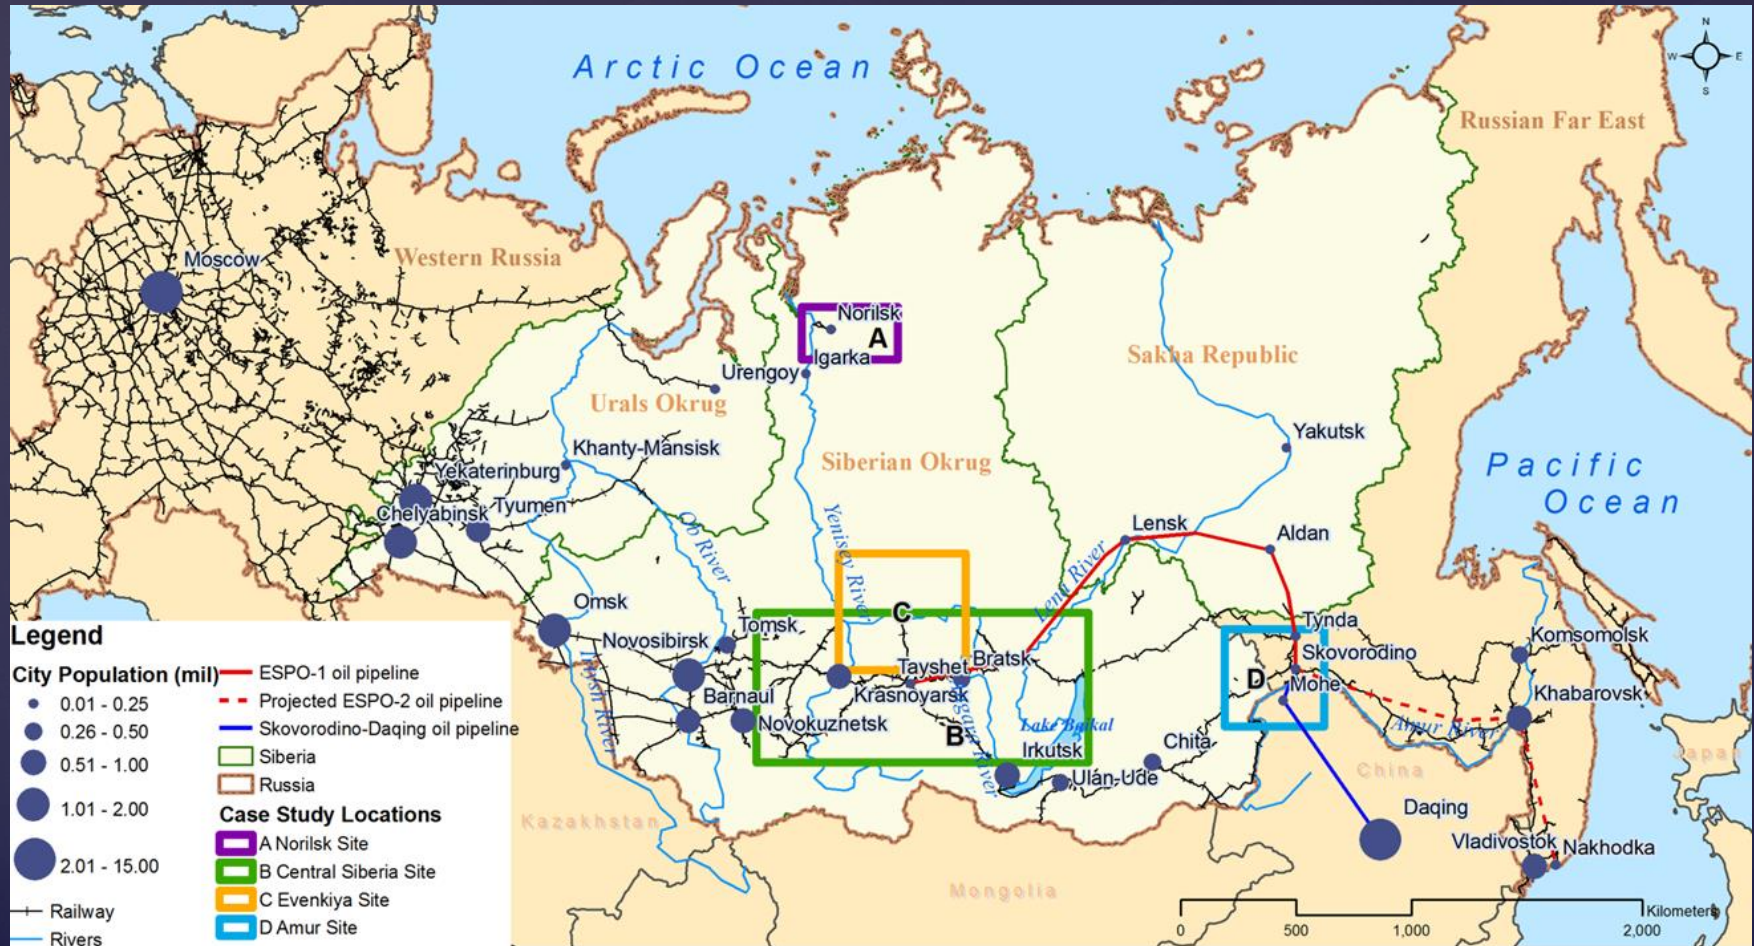 Arctic Ocean
N
W
E
S
Russian Far East
Moscow
Western Russia
Norilsk
A
Igarka
Urengoy
Sakha Republic
Urals Okrug
Yakutsk
Khanty-Mansisk
Siberian Okrug
Pacific
Ocean
Yekaterinburg
Chelyabinsk
Tyumen
Ob River
Yenisey River
Lensk
Aldan
Lena River
Omsk
C
Tomsk
Tynda
Komsomolsk
Novosibirsk
Tayshet
Bratsk
Skovorodino
D
Mohe
Krasnoyarsk
Khabarovsk
Barnaul
Novokuznetsk
B
Lake Baikal
Amur River
Irkutsk
Chita
Ulan-Ude
China
Japan
Kazakhstan
Daqing
Vladivostok
Nakhodka
Mongolia
Legend
City Population (mil)
0.01 - 0.25
0.26 - 0.50
0.51 - 1.00
1.01 - 2.00
2.01 - 15.00
Railway
Rivers
ESPO-1 oil pipeline
Projected ESPO-2 oil pipeline
Skovorodino-Daqing oil pipeline
Siberia
Russia
Case Study Locations
A Norilsk Site
B Central Siberia Site
C Evenkiya Site
D Amur Site
Kilometers
0 500 1,000 2,000